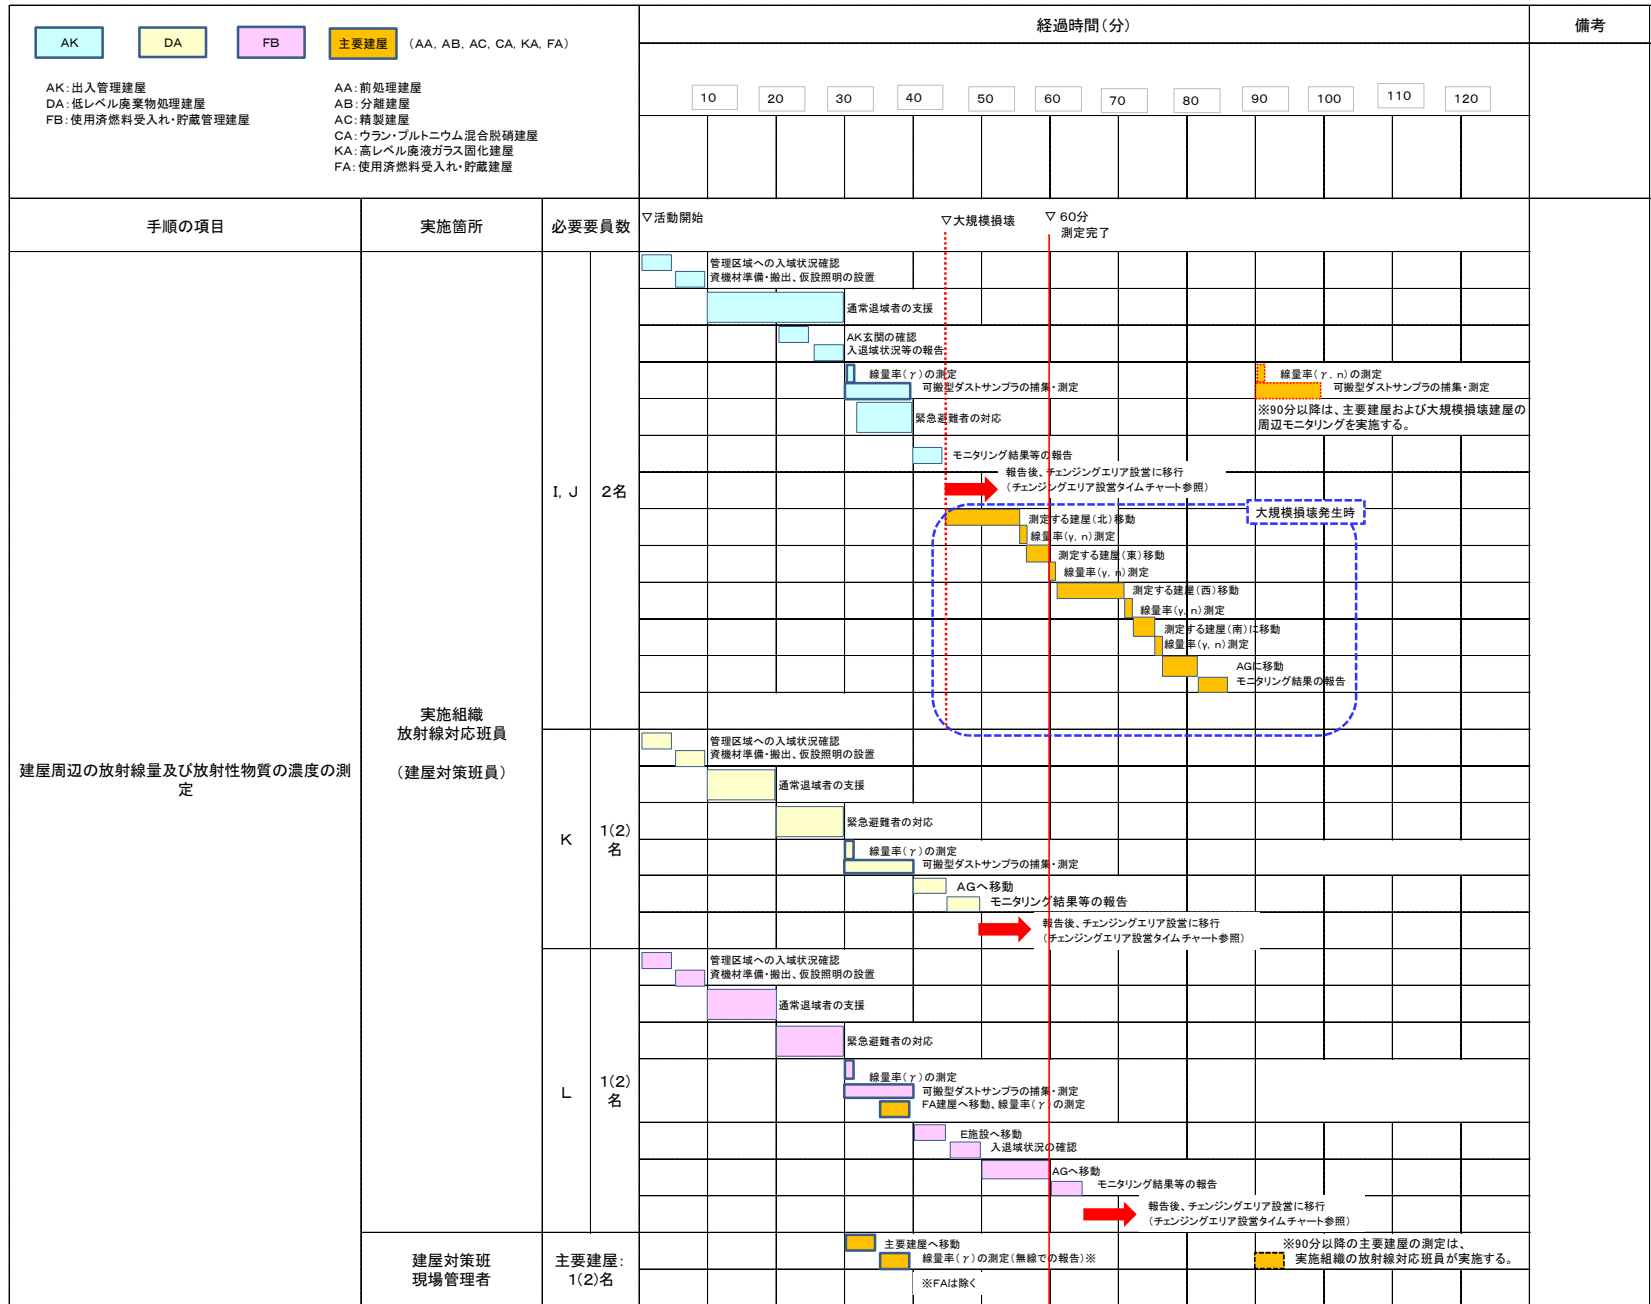 AK
DA
FB
主要建屋
(AA, AB, AC, CA, KA, FA)
AK:出入管理建屋
DA:低レベル廃棄物処理建屋
FB:使用済燃料受入れ・貯蔵管理建屋
AA:前処理建屋
AB:分離建屋
AC:精製建屋
CA:ウラン・プルトニウム混合脱硝建屋
KA:高レベル廃液ガラス固化建屋
FA:使用済燃料受入れ・貯蔵建屋
経過時間(分)
備考
10
20
30
40
50
60
70
80
90
100
110
120
手順の項目
実施箇所
必要要員数
▽活動開始
▽大規模損壊
▽ 60分
測定完了
建屋周辺の放射線量及び放射性物質の濃度の測
定
実施組織
放射線対応班員
(建屋対策班員)
I, J
2名
管理区域への入域状況確認
資機材準備・搬出、仮設照明の設置
通常退域者の支援
AK玄関の確認
入退域状況等の報告
線量率(γ)の測定
可搬型ダストサンプラの捕集・測定
線量率(γ, n)の測定
可搬型ダストサンプラの捕集・測定
緊急避難者の対応
※90分以降は、主要建屋および大規模損壊建屋の
周辺モニタリングを実施する。
モニタリング結果等の報告
報告後、チェンジングエリア設営に移行
(チェンジングエリア設営タイムチャート参照)
大規模損壊発生時
測定する建屋(北)移動
線量率(γ, n)測定
測定する建屋(東)移動
線量率(γ, n)測定
測定する建屋(西)移動
線量率(γ, n)測定
測定する建屋(南)に移動
線量率(γ, n)測定
AGに移動
モニタリング結果の報告
K
1(2)
名
管理区域への入域状況確認
資機材準備・搬出、仮設照明の設置
通常退域者の支援
緊急避難者の対応
線量率(γ)の測定
可搬型ダストサンプラの捕集・測定
AGへ移動
モニタリング結果等の報告
報告後、チェンジングエリア設営に移行
(チェンジングエリア設営タイムチャート参照)
L
1(2)
名
管理区域への入域状況確認
資機材準備・搬出、仮設照明の設置
通常退域者の支援
緊急避難者の対応
線量率(γ)の測定
可搬型ダストサンプラの捕集・測定
FA建屋へ移動、線量率(γ)の測定
E施設へ移動
入退域状況の確認
AGへ移動
モニタリング結果等の報告
報告後、チェンジングエリア設営に移行
(チェンジングエリア設営タイムチャート参照)
建屋対策班
現場管理者
主要建屋:
1(2)名
主要建屋へ移動
線量率(γ)の測定(無線での報告)※
※FAは除く
※90分以降の主要建屋の測定は、
実施組織の放射線対応班員が実施する。